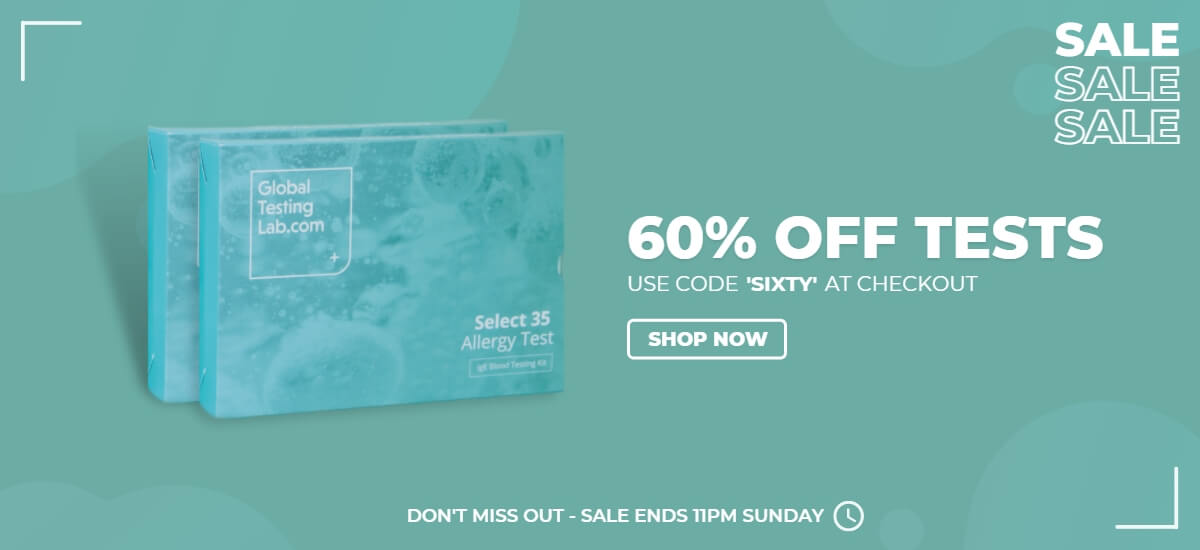 SALE
SALE
SALE
Global
Testing
Lab.com
+
Select 35
Allergy Test
IgE Blood Testing Kit
60% OFF TESTS
USE CODE 'SIXTY' AT CHECKOUT
SHOP NOW
DON'T MISS OUT - SALE ENDS 11PM SUNDAY